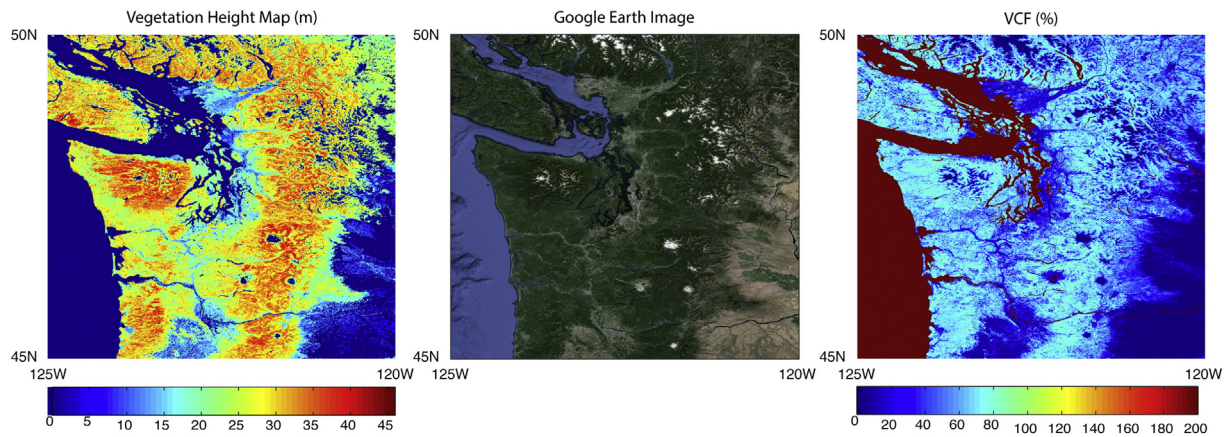 Vegetation Height Map (m)
Google Earth Image
VCF (%)
50N
50N
50N
45N
45N
45N
125W
120W
125W
120W
125W
120W
0 5 10 15 20 25 30 35 40 45
0 20 40 60 80 100 120 140 160 180 200